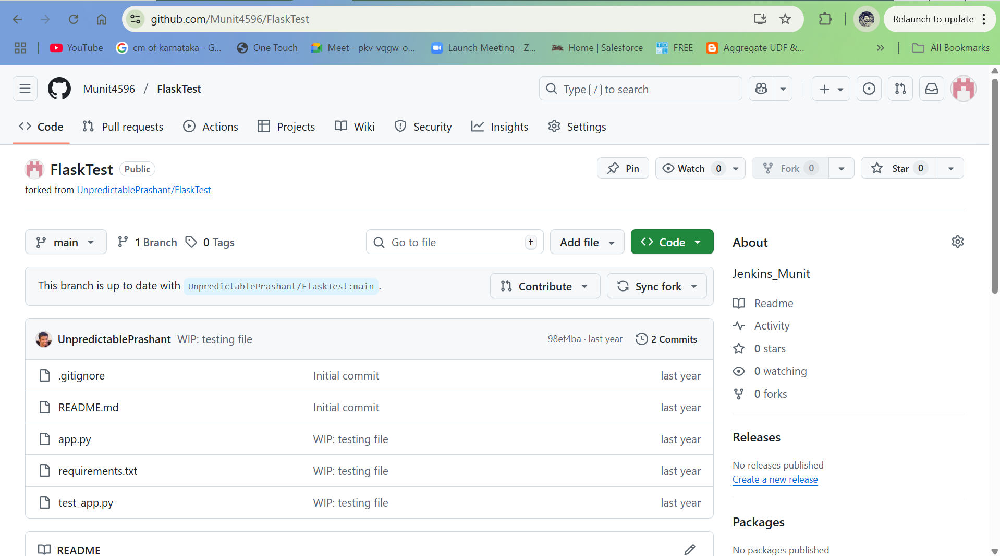 github.com/Munit4596/FlaskTest
Relaunch to update
YouTube
cm of karnataka - G...
One Touch
Meet - pkv-vqgw-o...
Launch Meeting - Z...
Home | Salesforce
FREE
Aggregate UDF &...
All Bookmarks
Munit4596 / FlaskTest
Type / to search
Code
Pull requests
Actions
Projects
Wiki
Security
Insights
Settings
FlaskTest Public
Pin
Watch 0
Fork 0
Star 0
forked from UnpredictablePrashant/FlaskTest
main
1 Branch
0 Tags
Go to file t
Add file
Code
This branch is up to date with UnpredictablePrashant/FlaskTest:main .
Contribute
Sync fork
UnpredictablePrashant WIP: testing file 98ef4ba · last year 2 Commits
.gitignore Initial commit last year
README.md Initial commit last year
app.py WIP: testing file last year
requirements.txt WIP: testing file last year
test_app.py WIP: testing file last year
README
About
Jenkins_Munit
Readme
Activity
0 stars
0 watching
0 forks
Releases
No releases published
Create a new release
Packages
No packages published